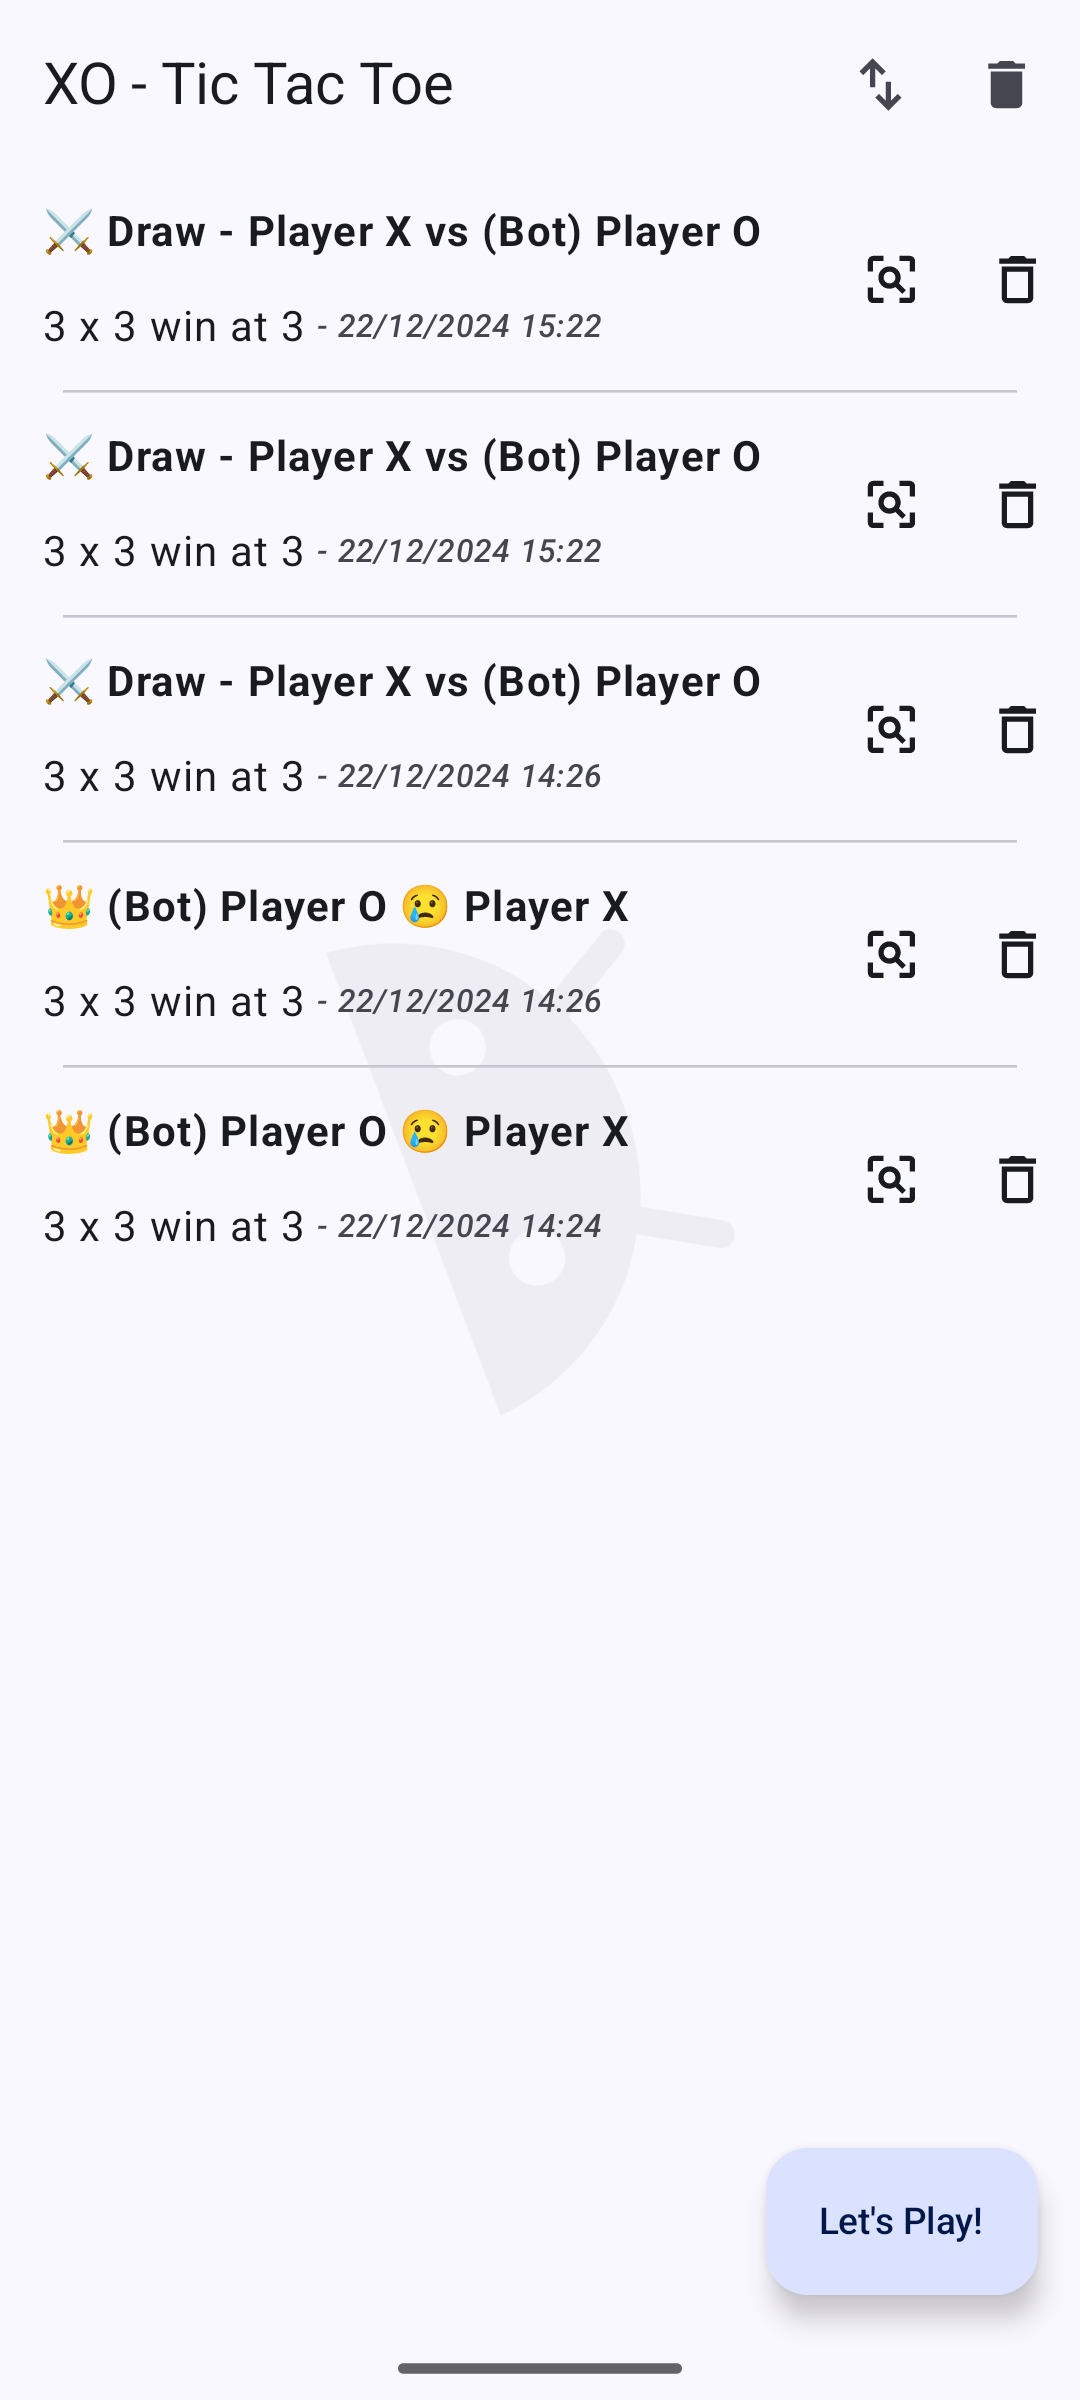 XO - Tic Tac Toe
⚔️ Draw - Player X vs (Bot) Player O
3 x 3 win at 3 - 22/12/2024 15:22
⚔️ Draw - Player X vs (Bot) Player O
3 x 3 win at 3 - 22/12/2024 15:22
⚔️ Draw - Player X vs (Bot) Player O
3 x 3 win at 3 - 22/12/2024 14:26
👑 (Bot) Player O 😢 Player X
3 x 3 win at 3 - 22/12/2024 14:26
👑 (Bot) Player O 😢 Player X
3 x 3 win at 3 - 22/12/2024 14:24
Let's Play!